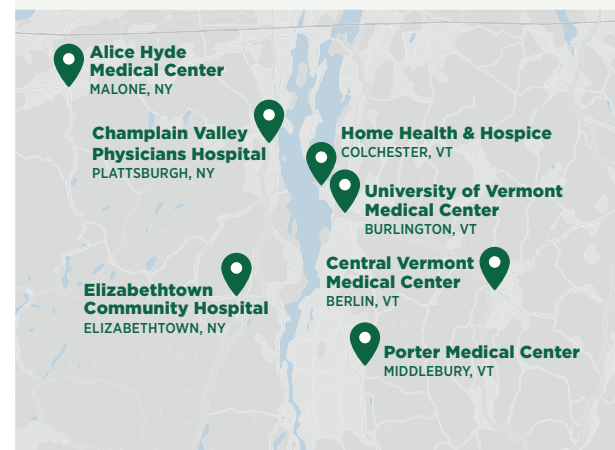 Alice Hyde
Medical Center
MALONE, NY
Champlain Valley
Physicians Hospital
PLATTSBURGH, NY
Home Health & Hospice
COLCHESTER, VT
University of Vermont
Medical Center
BURLINGTON, VT
Central Vermont
Medical Center
BERLIN, VT
Elizabethtown
Community Hospital
ELIZABETHTOWN, NY
Porter Medical Center
MIDDLEBURY, VT